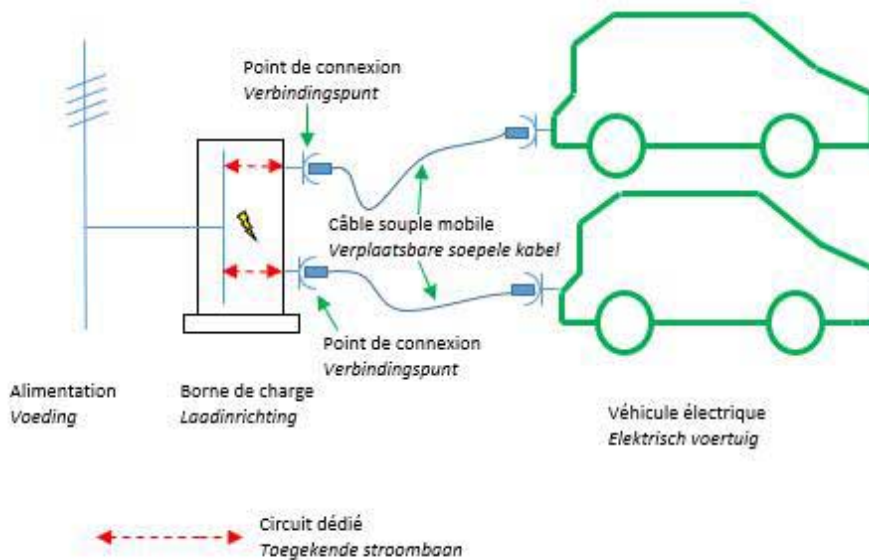 Point de connexion
Verbindingspunt
Câble souple mobile
Verplaatsbare soepele kabel
Point de connexion
Verbindingspunt
Alimentation
Voeding
Borne de charge
Laadinrichting
Véhicule électrique
Elektrisch voertuig
Circuit dédié
Toegekende stroombaan